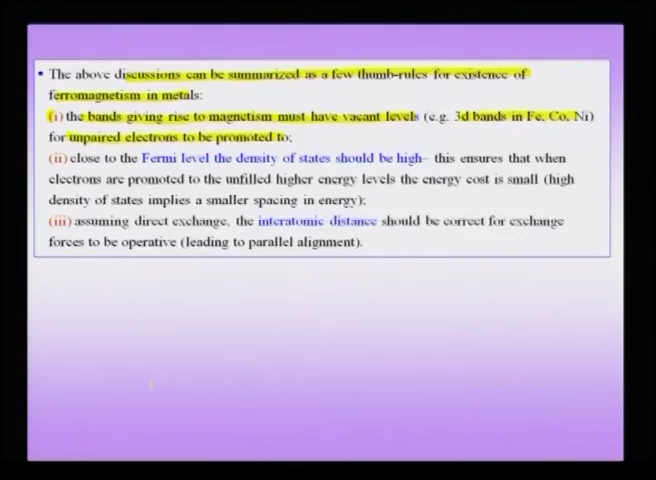 • The above discussions can be summarized as a few thumb-rules for existence of
ferromagnetism in metals:
(i) the bands giving rise to magnetism must have vacant levels (e.g. 3d bands in Fe, Co, Ni)
for unpaired electrons to be promoted to;
(ii) close to the Fermi level the density of states should be high– this ensures that when
electrons are promoted to the unfilled higher energy levels the energy cost is small (high
density of states implies a smaller spacing in energy);
(iii) assuming direct exchange, the interatomic distance should be correct for exchange
forces to be operative (leading to parallel alignment).